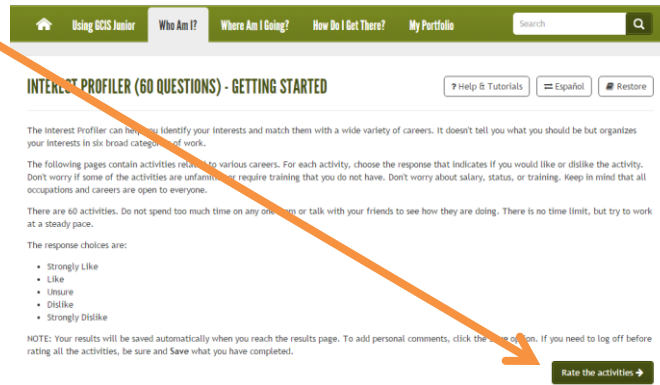 Using GCIS Junior Who Am I? Where Am I Going? How Do I Get There? My Portfolio Search
INTEREST PROFILER (60 QUESTIONS) - GETTING STARTED ? Help & Tutorials Español Restore
The Interest Profiler can help you identify your interests and match them with a wide variety of careers. It doesn't tell you what you should be but organizes
your interests in six broad categories of work.
The following pages contain activities related to various careers. For each activity, choose the response that indicates if you would like or dislike the activity.
Don't worry if some of the activities are unfamiliar or require training that you do not have. Don't worry about salary, status, or training. Keep in mind that all
occupations and careers are open to everyone.
There are 60 activities. Do not spend too much time on any one item or talk with your friends to see how they are doing. There is no time limit, but try to work
at a steady pace.
The response choices are:
• Strongly Like
• Like
• Unsure
• Dislike
• Strongly Dislike
NOTE: Your results will be saved automatically when you reach the results page. To add personal comments, click the Save option. If you need to log off before
rating all the activities, be sure and Save what you have completed.
Rate the activities →